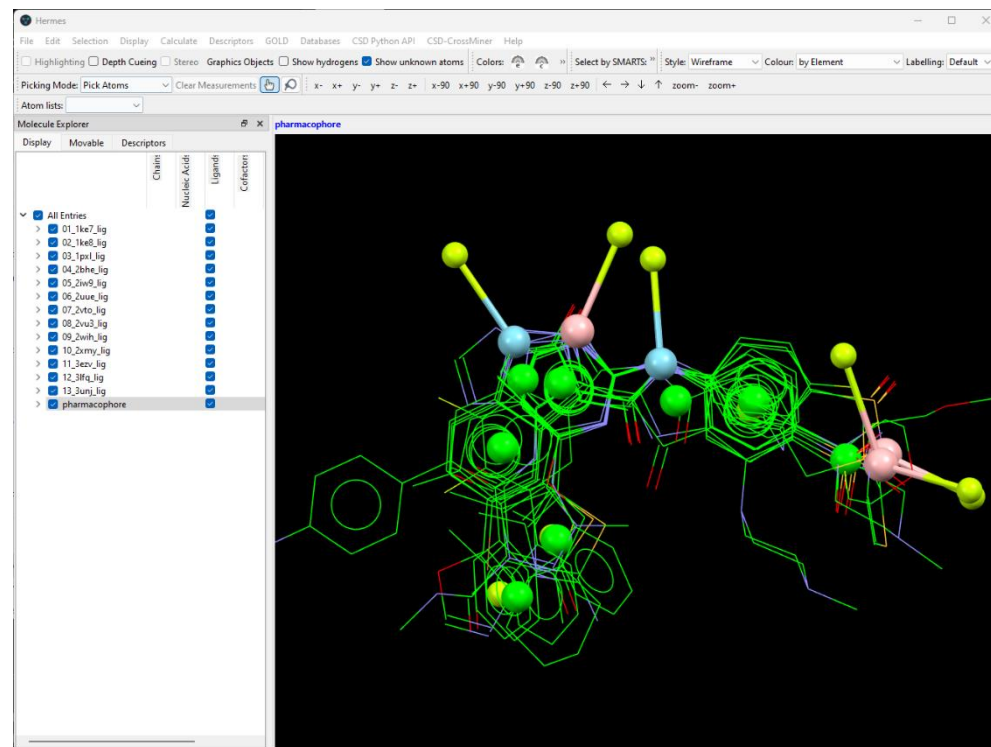 Hermes
File Edit Selection Display Calculate Descriptors GOLD Databases CSD Python API CSD-CrossMiner Help
Highlighting Depth Cueing Stereo Graphics Objects Show hydrogens Show unknown atoms Colors: » Select by SMARTS: » Style: Wireframe Colour: by Element Labelling: Default
Picking Mode: Pick Atoms Clear Measurements x- x+ y- y+ z- z+ x-90 x+90 y-90 y+90 z-90 z+90 ← → ↓ ↑ zoom- zoom+
Atom lists:
Molecule Explorer
pharmacophore
Display Movable Descriptors
Chains
Nucleic Acids
Ligands
Cofactors
All Entries
01_1ke7_lig
02_1ke8_lig
03_1pxl_lig
04_2bhe_lig
05_2iw9_lig
06_2uue_lig
07_2vto_lig
08_2vu3_lig
09_2wih_lig
10_2xmy_lig
11_3ezv_lig
12_3lfq_lig
13_3unj_lig
pharmacophore